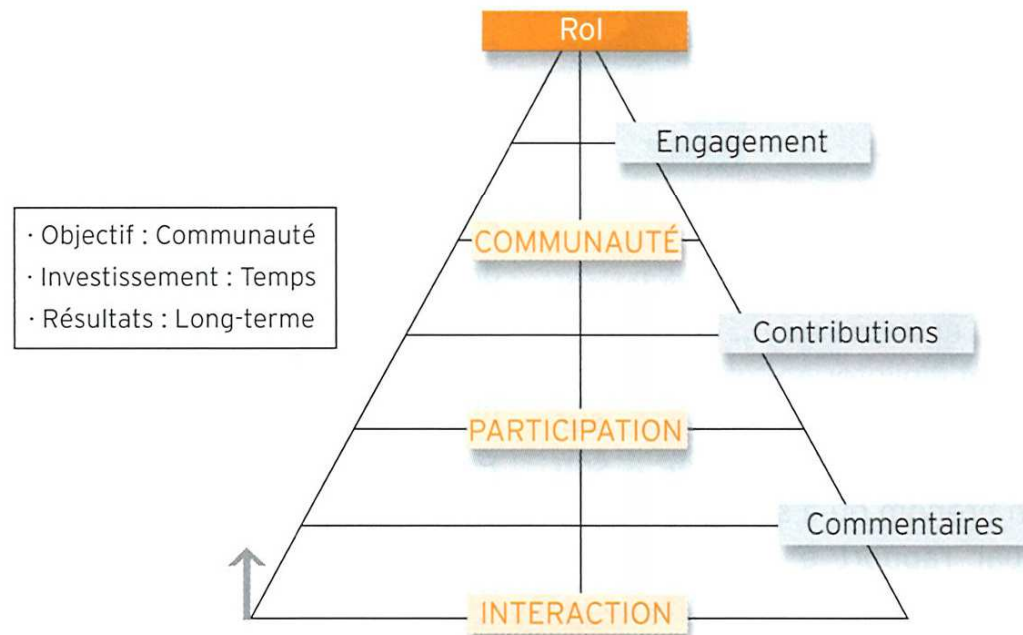 RoI
Engagement
COMMUNAUTÉ
· Objectif : Communauté
· Investissement : Temps
· Résultats : Long-terme
Contributions
PARTICIPATION
Commentaires
INTERACTION